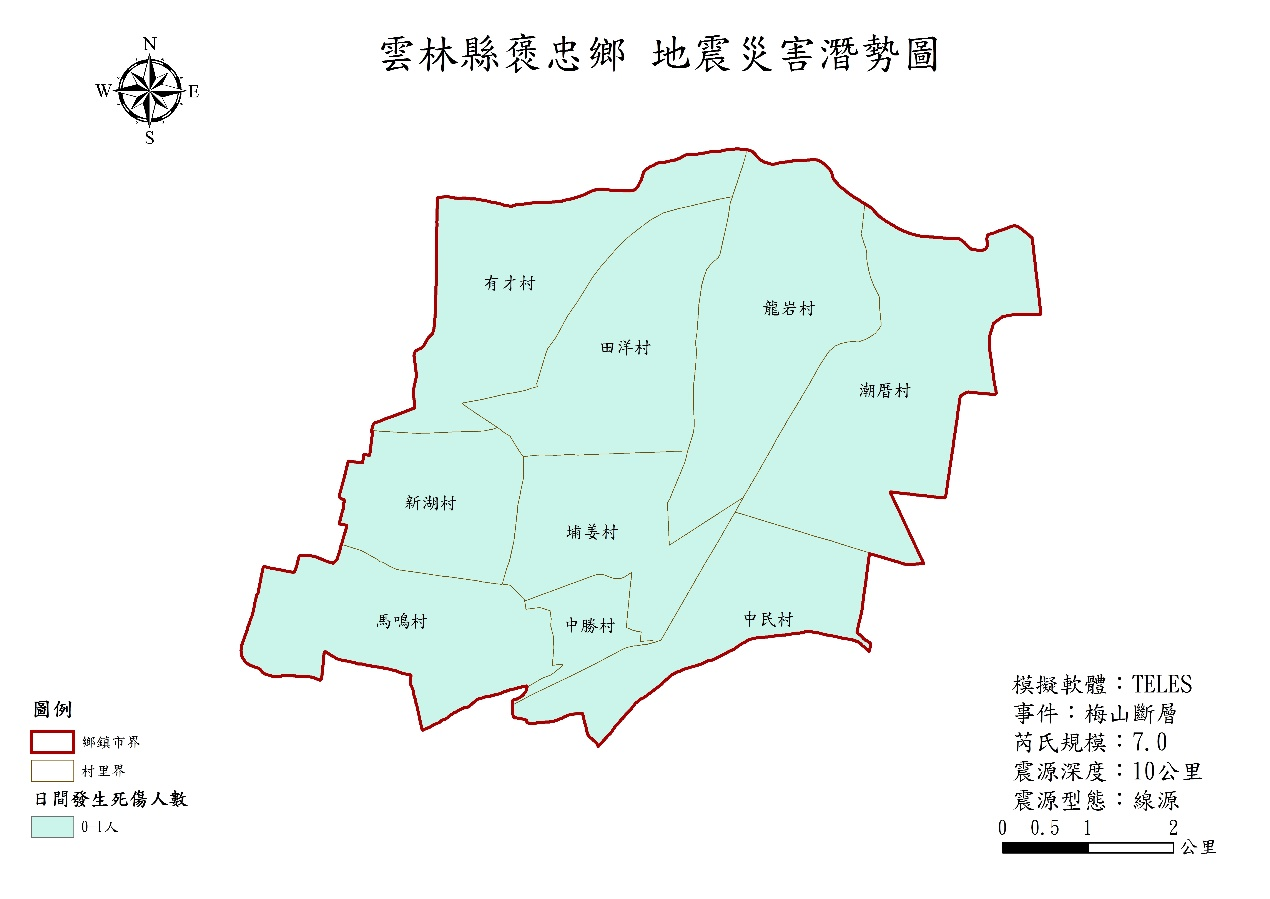 雲林縣褒忠鄉 地震災害潛勢圖
N
W E
S
有才村
龍岩村
田洋村
潮厝村
新湖村
埔姜村
馬鳴村
中勝村
中民村
圖例
鄉鎮市界
村里界
日間發生死傷人數
0 1人
模擬軟體：TELES
事件：梅山斷層
芮氏規模：7.0
震源深度：10公里
震源型態：線源
0 0.5 1 2
公里